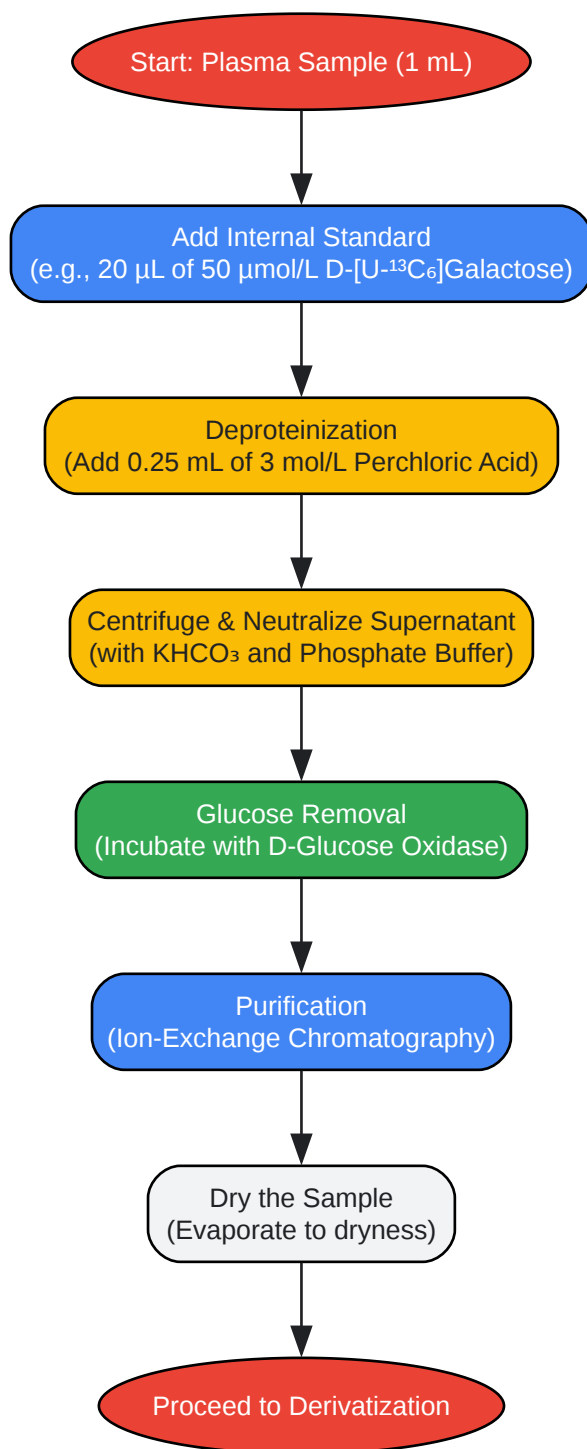 Start: Plasma Sample (1 mL)
Add Internal Standard
(e.g., 20 µL of 50 µmol/L D-[U-¹³C₆]Galactose)
Deproteinization
(Add 0.25 mL of 3 mol/L Perchloric Acid)
Centrifuge & Neutralize Supernatant
(with KHCO₃ and Phosphate Buffer)
Glucose Removal
(Incubate with D-Glucose Oxidase)
Purification
(Ion-Exchange Chromatography)
Dry the Sample
(Evaporate to dryness)
Proceed to Derivatization